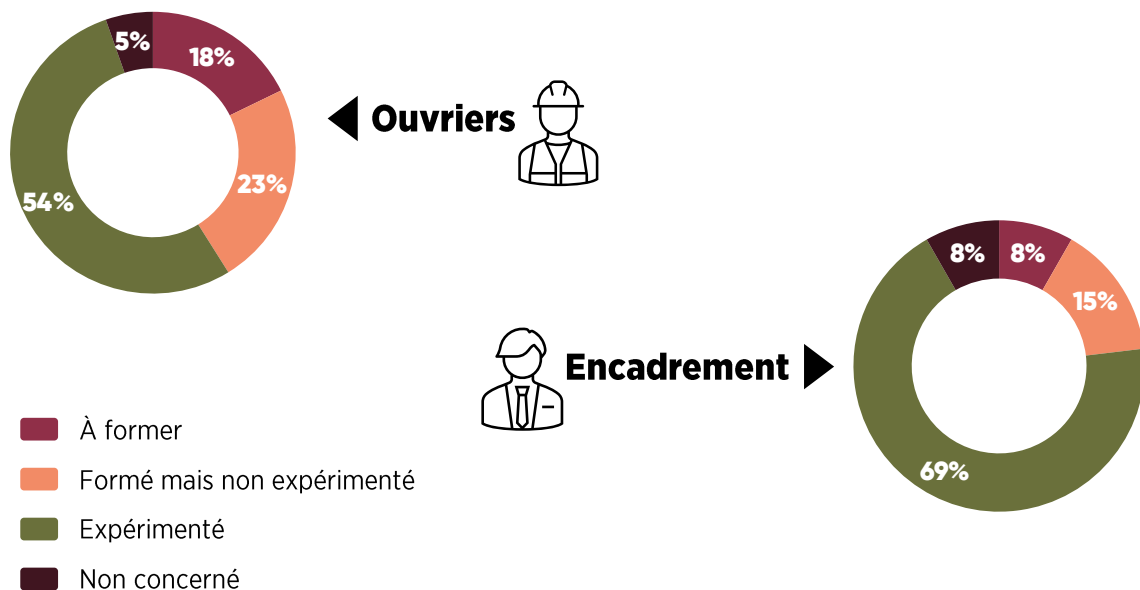 5%
18%
23%
54%
Ouvriers
8%
8%
15%
69%
Encadrement
À former
Formé mais non expérimenté
Expérimenté
Non concerné